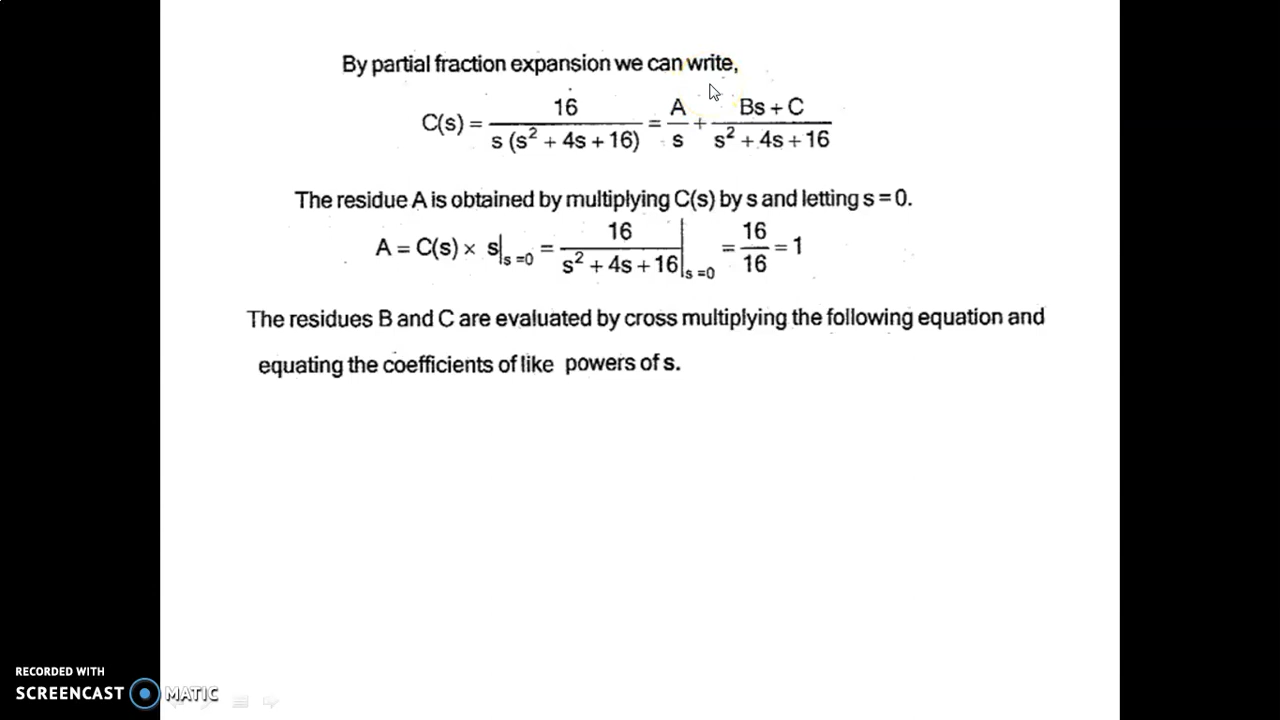 By partial fraction expansion we can write,
C(s) = 16 / s (s² + 4s + 16) = A / s + Bs + C / s² + 4s + 16
The residue A is obtained by multiplying C(s) by s and letting s = 0.
A = C(s) × s|s =0 = 16 / s² + 4s + 16|s =0 = 16 / 16 = 1
The residues B and C are evaluated by cross multiplying the following equation and
equating the coefficients of like powers of s.
RECORDED WITH
SCREENCAST MATIC